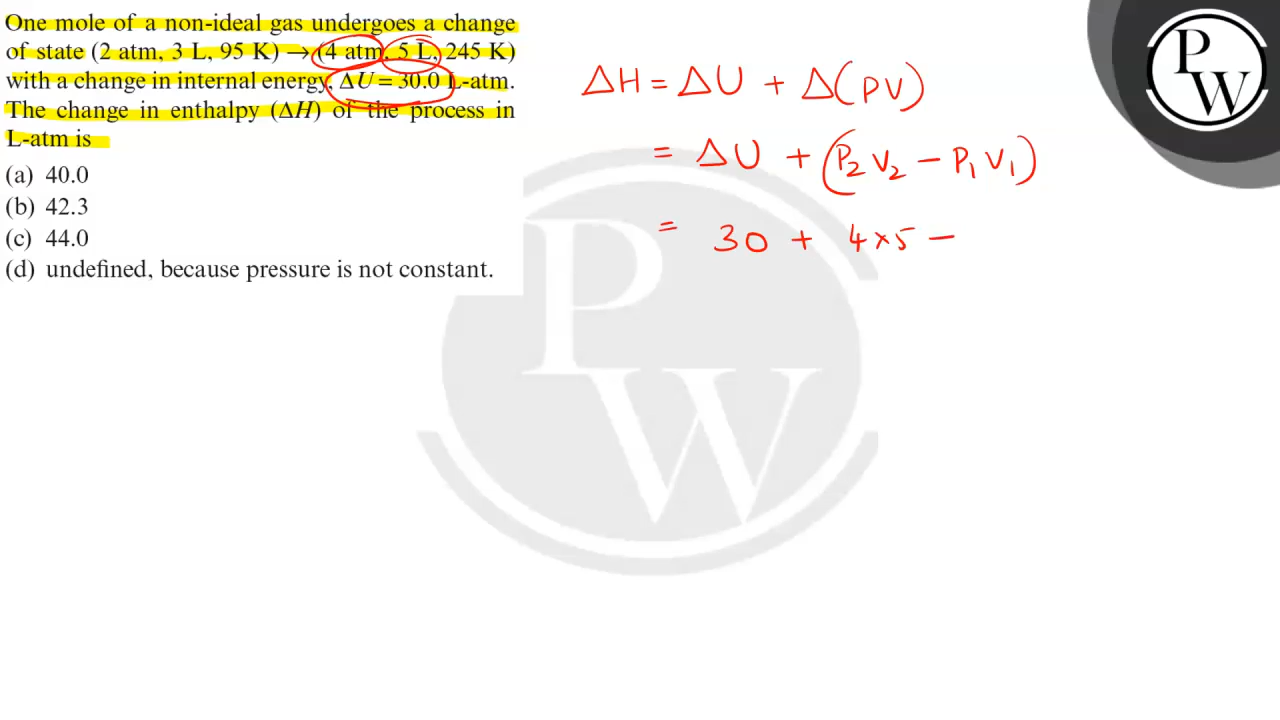 One mole of a non-ideal gas undergoes a change
of state (2 atm, 3 L, 95 K) → (4 atm, 5 L, 245 K)
with a change in internal energy, ΔU = 30.0 L-atm.
The change in enthalpy (ΔH) of the process in
L-atm is
(a) 40.0
(b) 42.3
(c) 44.0
(d) undefined, because pressure is not constant.
ΔH = ΔU + Δ(PV)
= ΔU + (P₂V₂ − P₁V₁)
= 30 + 4×5 −
P
W
P
W